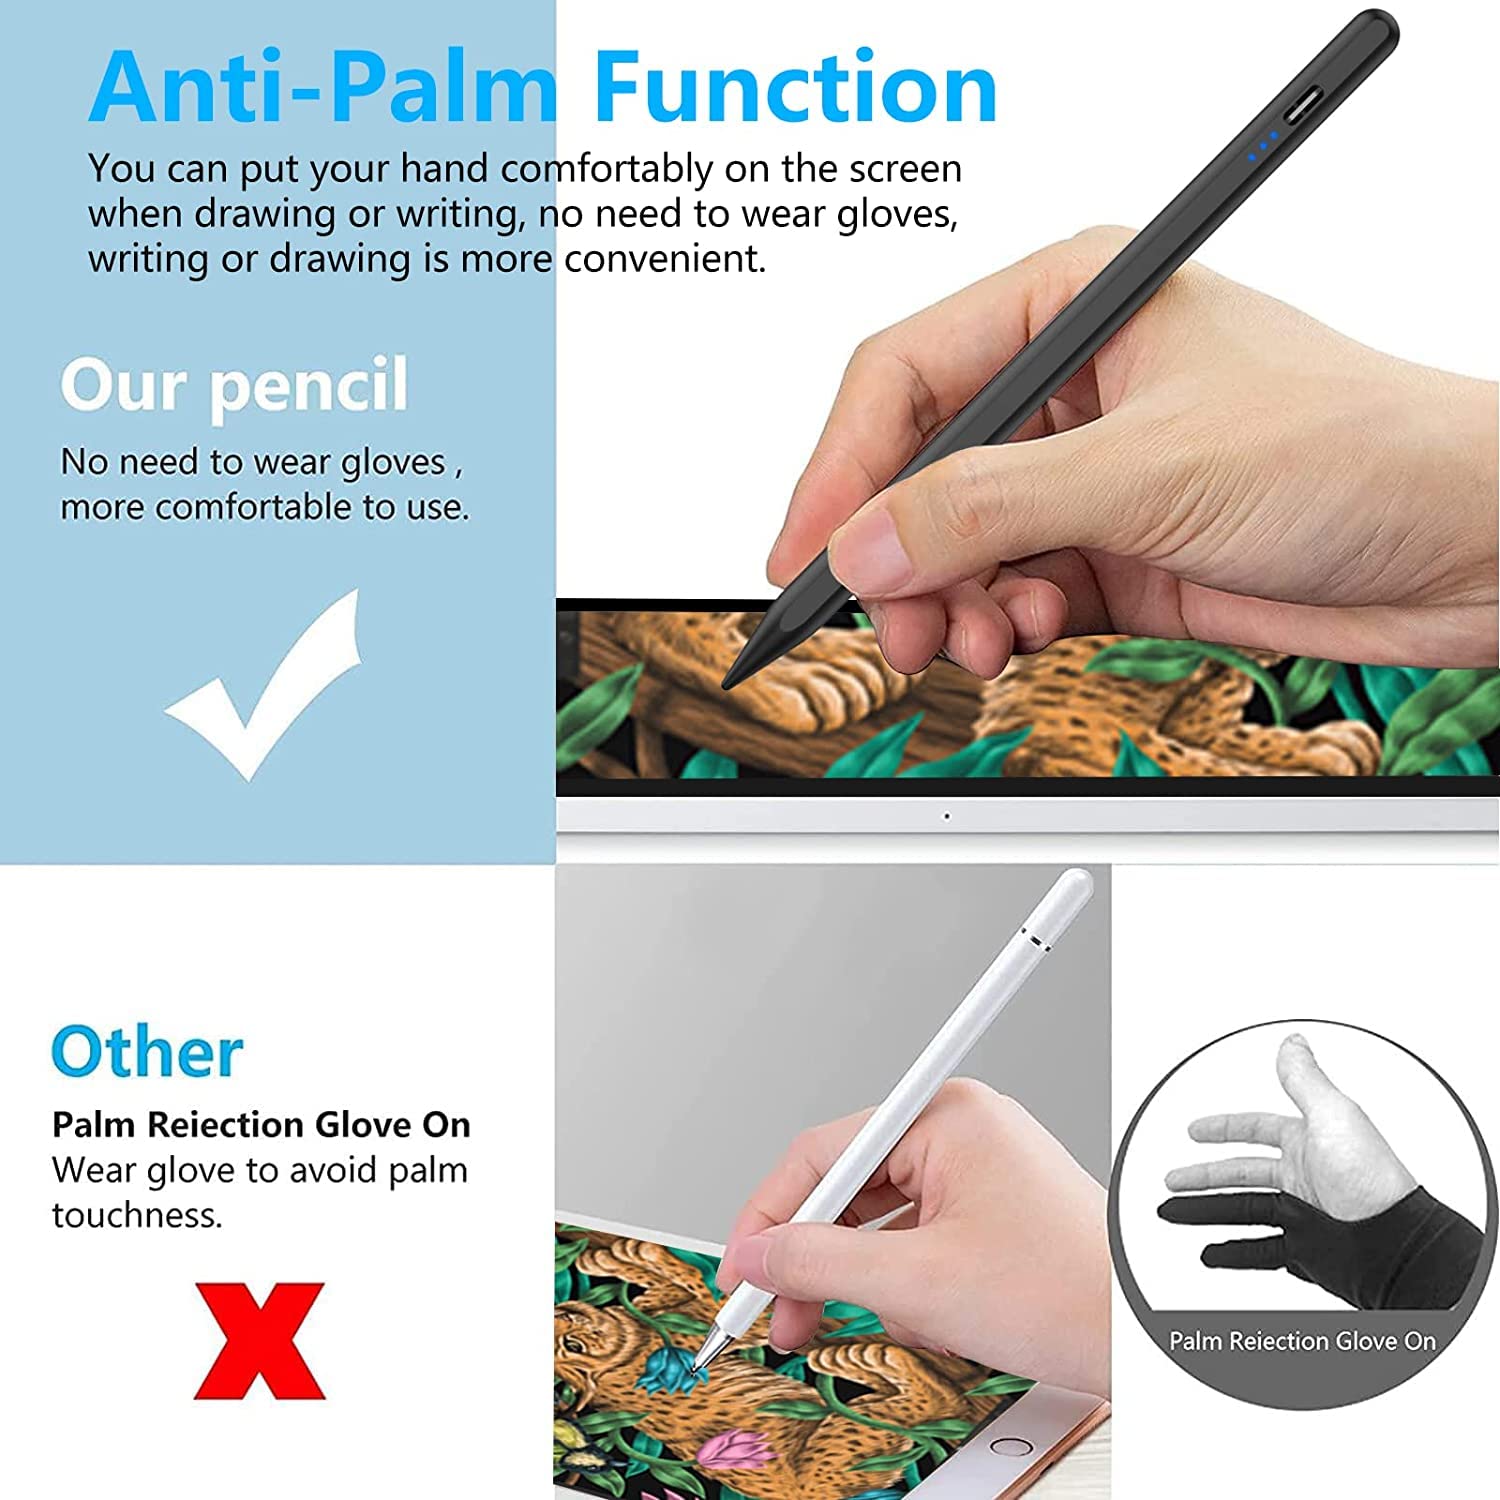 Anti-Palm Function
You can put your hand comfortably on the screen
when drawing or writing, no need to wear gloves,
writing or drawing is more convenient.
Our pencil
No need to wear gloves ,
more comfortable to use.
Other
Palm Reiection Glove On
Wear glove to avoid palm
touchness.
Palm Reiection Glove On